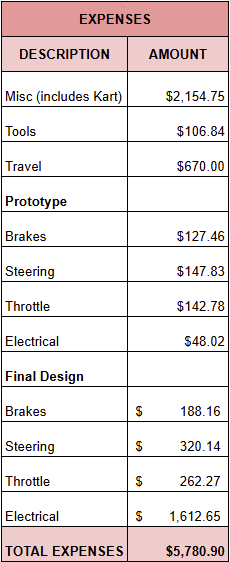 EXPENSES
DESCRIPTION AMOUNT
Misc (includes Kart) $2,154.75
Tools $106.84
Travel $670.00
Prototype
Brakes $127.46
Steering $147.83
Throttle $142.78
Electrical $48.02
Final Design
Brakes $ 188.16
Steering $ 320.14
Throttle $ 262.27
Electrical $ 1,612.65
TOTAL EXPENSES $5,780.90